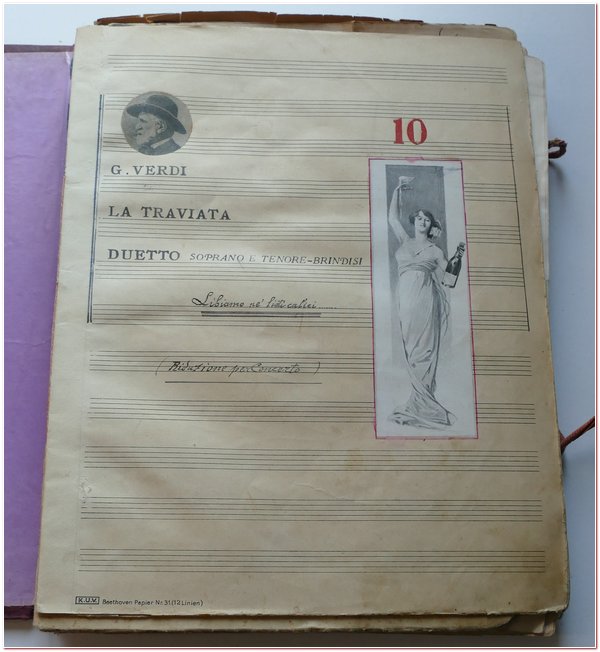 10
G. VERDI
LA TRAVIATA
DUETTO SOPRANO E TENORE-BRINDISI
Libiamo ne' lieti calici......
(Riduzione per Concerto)
K.U.V. Beethoven Papier Nr. 31. (12 Linien)